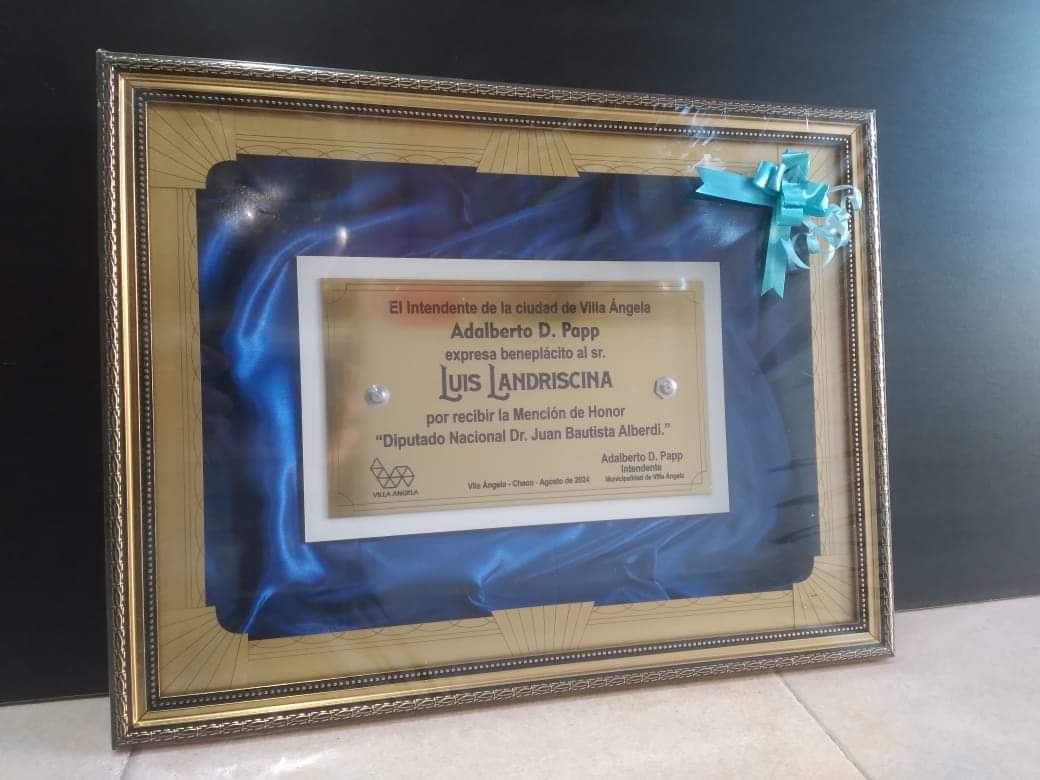 El Intendente de la ciudad de Villa Ángela
Adalberto D. Papp
expresa beneplácito al sr.
LUIS LANDRISCINA
por recibir la Mención de Honor
“Diputado Nacional Dr. Juan Bautista Alberdi.”
Adalberto D. Papp
Intendente
Municipalidad de Villa Ángela
VILLA ÁNGELA
Vila Ángela - Chaco - Agosto de 2024